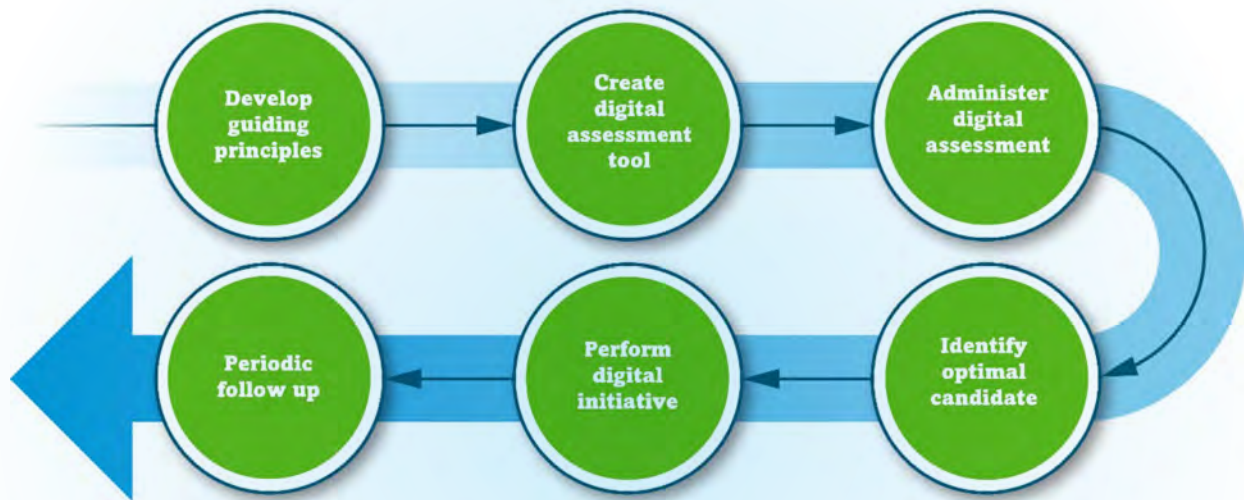 Develop
guiding
principles
Create
digital
assessment
tool
Administer
digital
assessment
Identify
optimal
candidate
Perform
digital
initiative
Periodic
follow up